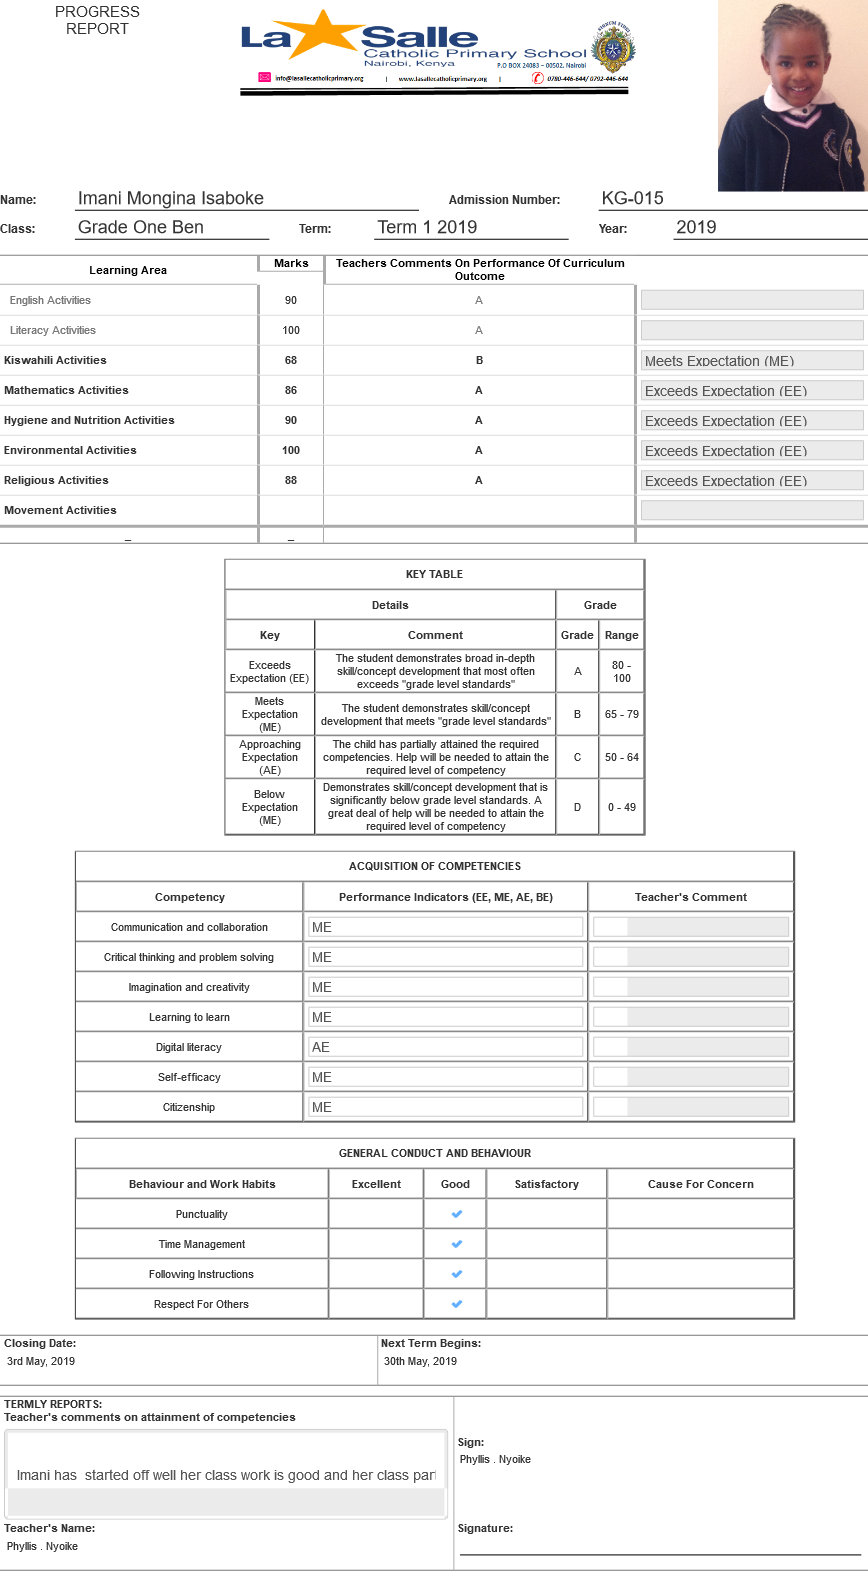 PROGRESS
REPORT
La Salle
Catholic Primary School
Nairobi, Kenya
P.O BOX 24083 – 00502, Nairobi
info@lasallecatholicprimary.org | www.lasallecatholicprimary.org | 0780-446-644/ 0792-446-644
Name: Imani Mongina Isaboke Admission Number: KG-015
Class: Grade One Ben Term: Term 1 2019 Year: 2019
Learning Area Marks Teachers Comments On Performance Of Curriculum Outcome
English Activities 90 A
Literacy Activities 100 A
Kiswahili Activities 68 B Meets Expectation (ME)
Mathematics Activities 86 A Exceeds Expectation (EE)
Hygiene and Nutrition Activities 90 A Exceeds Expectation (EE)
Environmental Activities 100 A Exceeds Expectation (EE)
Religious Activities 88 A Exceeds Expectation (EE)
Movement Activities
_ _
KEY TABLE
Details Grade
Key Comment Grade Range
Exceeds Expectation (EE) The student demonstrates broad in-depth skill/concept development that most often exceeds "grade level standards" A 80 - 100
Meets Expectation (ME) The student demonstrates skill/concept development that meets "grade level standards" B 65 - 79
Approaching Expectation (AE) The child has partially attained the required competencies. Help will be needed to attain the required level of competency C 50 - 64
Below Expectation (ME) Demonstrates skill/concept development that is significantly below grade level standards. A great deal of help will be needed to attain the required level of competency D 0 - 49
ACQUISITION OF COMPETENCIES
Competency Performance Indicators (EE, ME, AE, BE) Teacher's Comment
Communication and collaboration ME
Critical thinking and problem solving ME
Imagination and creativity ME
Learning to learn ME
Digital literacy AE
Self-efficacy ME
Citizenship ME
GENERAL CONDUCT AND BEHAVIOUR
Behaviour and Work Habits Excellent Good Satisfactory Cause For Concern
Punctuality
Time Management
Following Instructions
Respect For Others
Closing Date: Next Term Begins:
3rd May, 2019 30th May, 2019
TERMLY REPORTS:
Teacher's comments on attainment of competencies
Imani has started off well her class work is good and her class
Sign:
Phyllis . Nyoike
Teacher's Name: Signature:
Phyllis . Nyoike